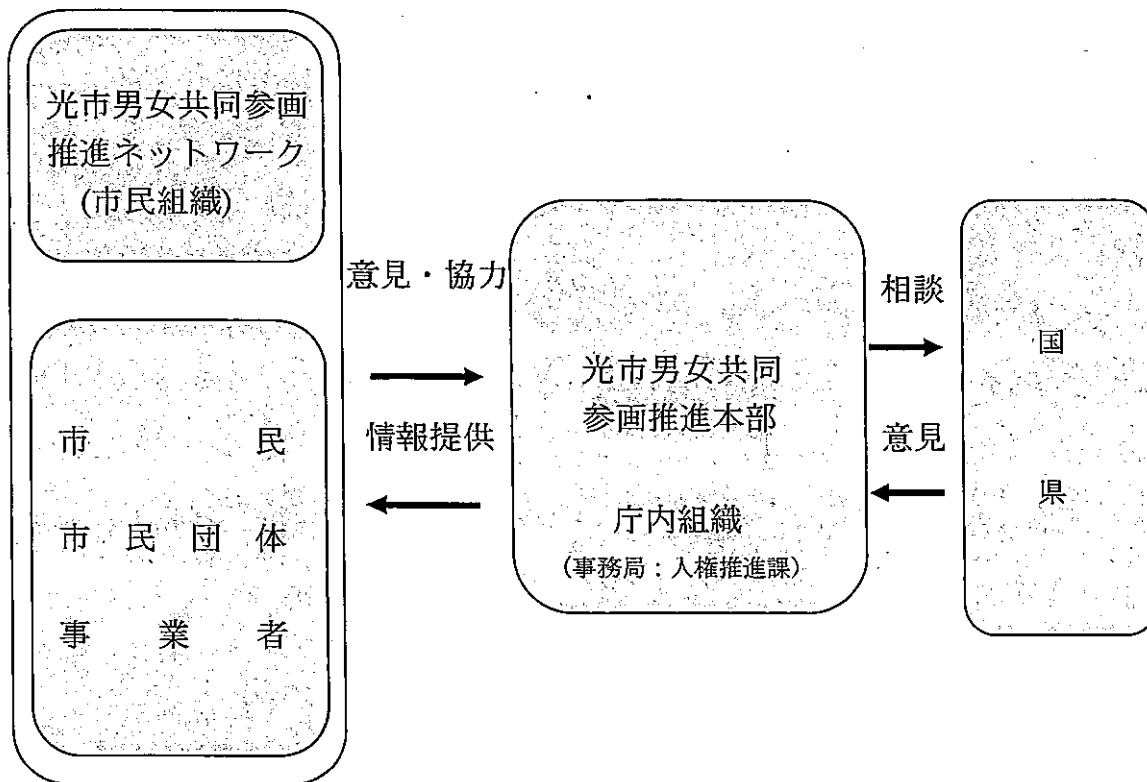 光市男女共同参画
推進ネットワーク
(市民組織)
市民
市民団体
事業者
意見・協力
情報提供
光市男女共同
参画推進本部
庁内組織
(事務局：人権推進課)
相談
意見
国
県